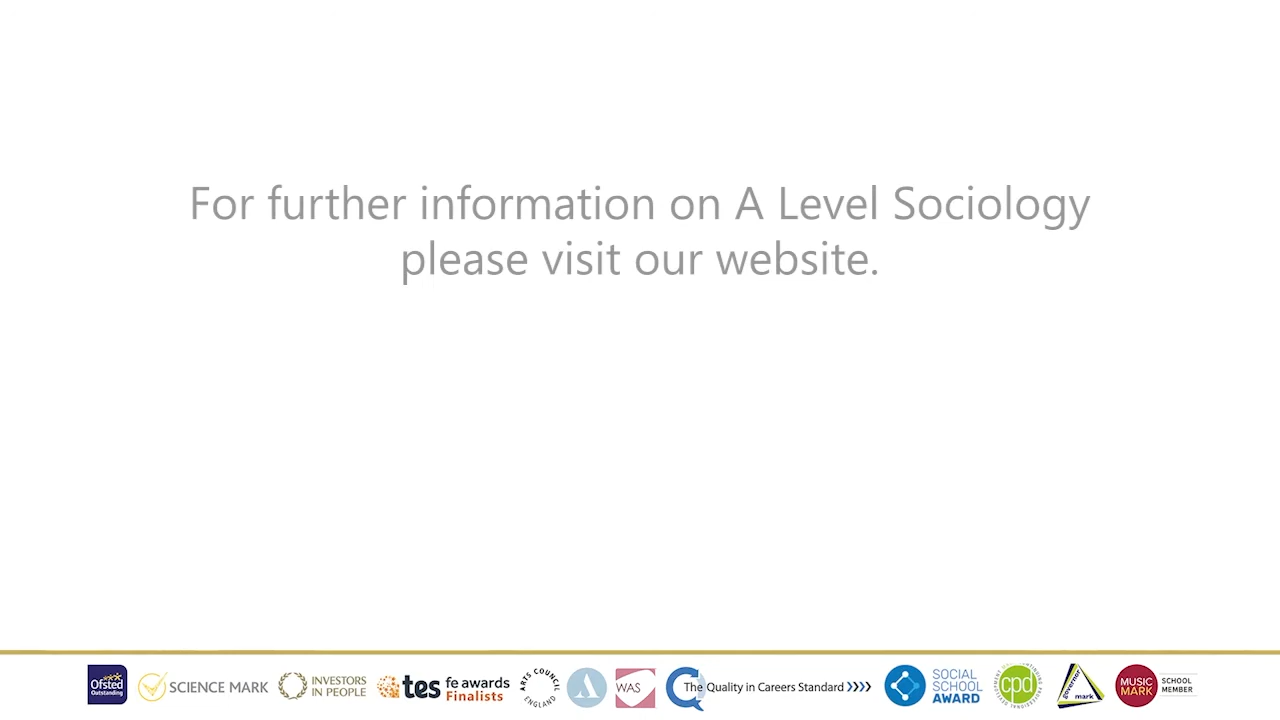 For further information on A Level Sociology
please visit our website.
Ofsted
Outstanding
SCIENCE MARK
INVESTORS
IN PEOPLE
tes fe awards
Finalists
ARTS COUNCIL
ENGLAND
WAS
The Quality in Careers Standard
SOCIAL
SCHOOL
AWARD
cpd
governor
mark
MUSIC
MARK
SCHOOL
MEMBER